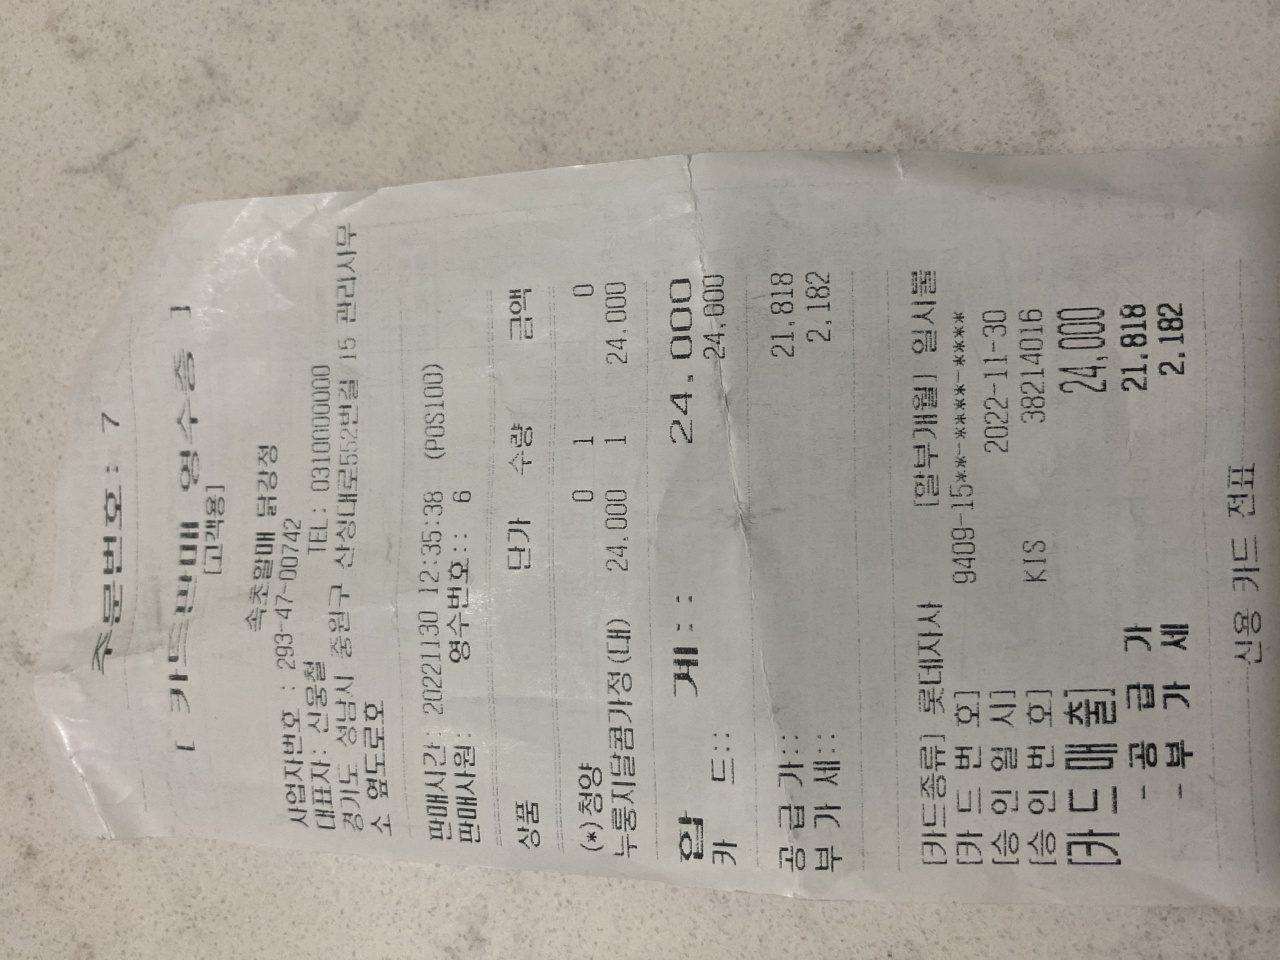 주문번호: 7
[ 카드판매 영수증 ]
[고객용]
속초할매 닭강정
사업자번호 : 293-47-00742
대표자: 신웅철 TEL: 0310000000
경기도 성남시 중원구 산성대로552번길 15 관리사무
소 옆도로호
판매시간: 20221130 12:35:38 (POS100)
판매사원: 영수번호:: 6
상품 단가 수량 금액
(*)청양 0 1 0
누룽지달콤가정(대) 24.000 1 24.000
합 계:: 24.000
카 드:: 24,000
공급가:: 21,818
부가세:: 2,182
[카드종류] 롯데자사 [할부개월] 일시불
[카드번호] 9409-15**-****-****
[승인일시] 2022-11-30
[승인번호] KIS 38214016
[카드매출] 24,000
- 공급가 21.818
- 부가세 2.182
신용 카드 전표